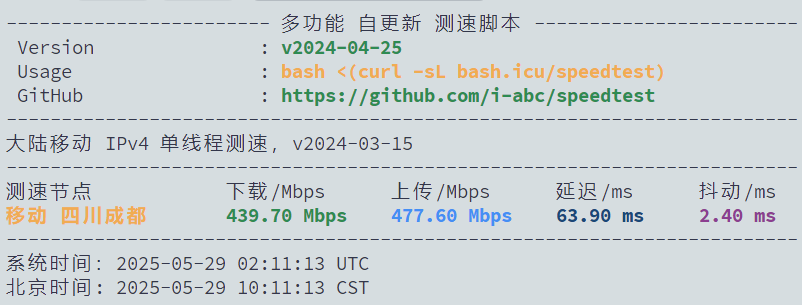 ---------------------- 多功能 自更新 测速脚本 ----------------------
Version : v2024-04-25
Usage : bash <(curl -sL bash.icu/speedtest)
GitHub : https://github.com/i-abc/speedtest
大陆移动 IPv4 单线程测速, v2024-03-15
测速节点 下载/Mbps 上传/Mbps 延迟/ms 抖动/ms
移动 四川成都 439.70 Mbps 477.60 Mbps 63.90 ms 2.40 ms
系统时间: 2025-05-29 02:11:13 UTC
北京时间: 2025-05-29 10:11:13 CST